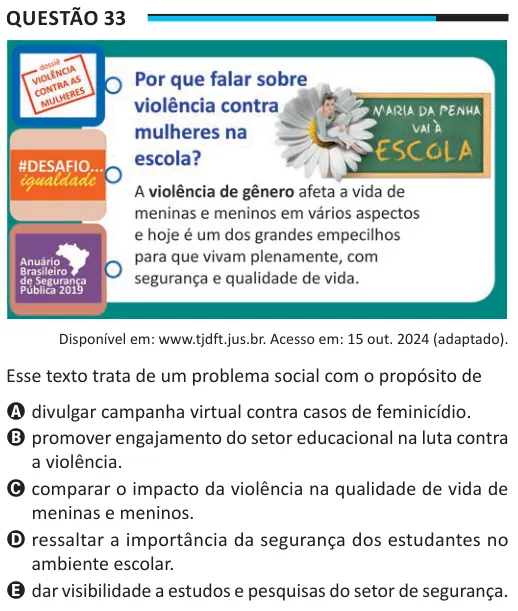 QUESTÃO 33
dossiê
VIOLÊNCIA
CONTRA AS
MULHERES
Por que falar sobre
violência contra
mulheres na
escola?
MARIA DA PENHA
VAI À
ESCOLA
#DESAFIO...
igualdade
A violência de gênero afeta a vida de
meninas e meninos em vários aspectos
e hoje é um dos grandes empecilhos
para que vivam plenamente, com
segurança e qualidade de vida.
Anuário
Brasileiro
de Segurança
Pública 2019
Disponível em: www.tjdft.jus.br. Acesso em: 15 out. 2024 (adaptado).
Esse texto trata de um problema social com o propósito de
A divulgar campanha virtual contra casos de feminicídio.
B promover engajamento do setor educacional na luta contra
a violência.
C comparar o impacto da violência na qualidade de vida de
meninas e meninos.
D ressaltar a importância da segurança dos estudantes no
ambiente escolar.
E dar visibilidade a estudos e pesquisas do setor de segurança.